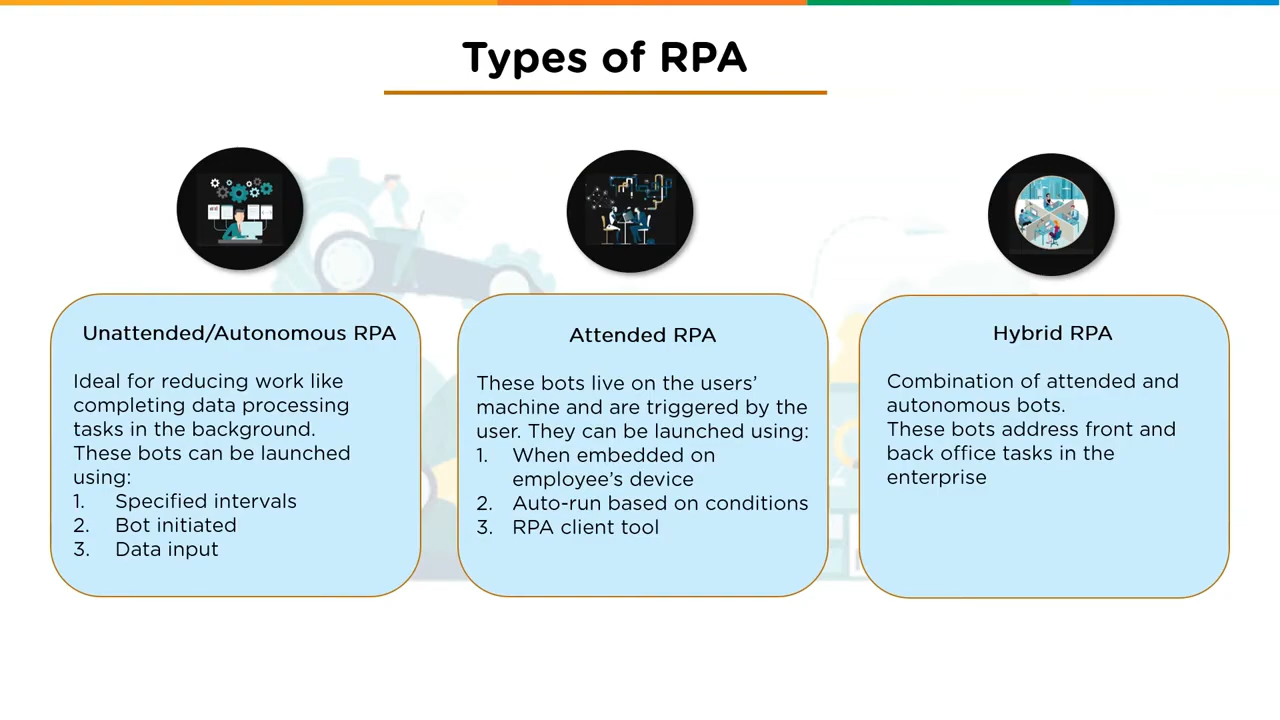 Types of RPA
Unattended/Autonomous RPA
Ideal for reducing work like
completing data processing
tasks in the background.
These bots can be launched
using:
1. Specified intervals
2. Bot initiated
3. Data input
Attended RPA
These bots live on the users’
machine and are triggered by the
user. They can be launched using:
1. When embedded on
employee’s device
2. Auto-run based on conditions
3. RPA client tool
Hybrid RPA
Combination of attended and
autonomous bots.
These bots address front and
back office tasks in the
enterprise